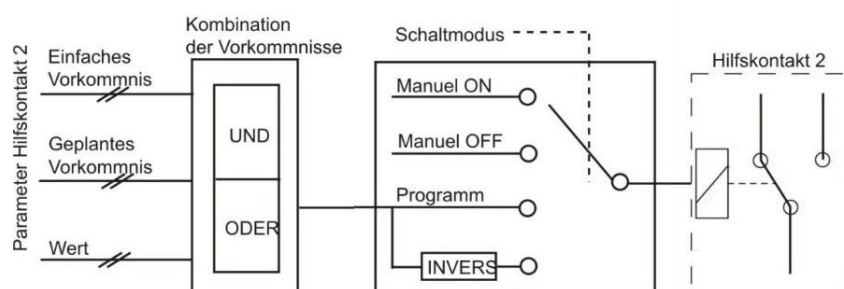 Parameter Hilfskontakt 2
Einfaches
Vorkommnis
Geplantes
Vorkommnis
Wert
Kombination
der Vorkommnisse
UND
ODER
Schaltmodus
Manuel ON
Manuel OFF
Programm
INVERS
Hilfskontakt 2